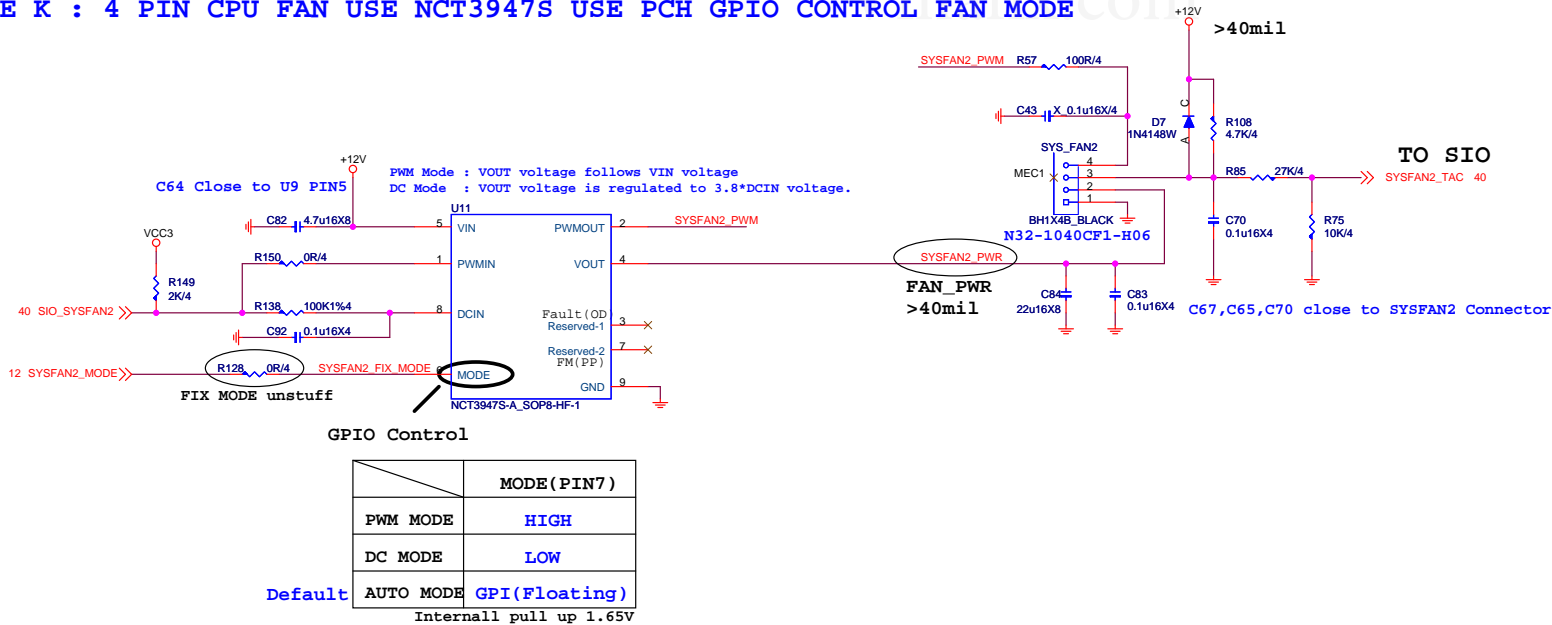 E K : 4 PIN CPU FAN USE NCT3947S USE PCH GPIO CONTROL FAN MODE
+12V
>40mil
SYSFAN2_PWM R57 100R/4
C43 X_0.1u16X/4
D7
1N4148W
C
A
R108
4.7K/4
SYS_FAN2
MEC1
4
3
2
1
BH1X4B_BLACK
N32-1040CF1-H06
R85 27K/4
TO SIO
SYSFAN2_TAC 40
C70
0.1u16X4
R75
10K/4
+12V
PWM Mode : VOUT voltage follows VIN voltage
DC Mode : VOUT voltage is regulated to 3.8*DCIN voltage.
C64 Close to U9 PIN5
U11
C82 4.7u16X8
5 VIN
PWMOUT 2 SYSFAN2_PWM
VCC3
R149
2K/4
R150 0R/4
1 PWMIN
VOUT 4
SYSFAN2_PWR
FAN_PWR
>40mil
C84
22u16X8
C83
0.1u16X4
C67,C65,C70 close to SYSFAN2 Connector
40 SIO_SYSFAN2
R138 100K1%4
8 DCIN
Fault(OD
Reserved-1 3
C92 0.1u16X4
Reserved-2 7
FM(PP)
12 SYSFAN2_MODE
R128 0R/4
SYSFAN2_FIX_MODE
MODE
GND 9
FIX MODE unstuff
NCT3947S-A_SOP8-HF-1
GPIO Control
MODE(PIN7)
PWM MODE HIGH
DC MODE LOW
Default AUTO MODE GPI(Floating)
Internall pull up 1.65V